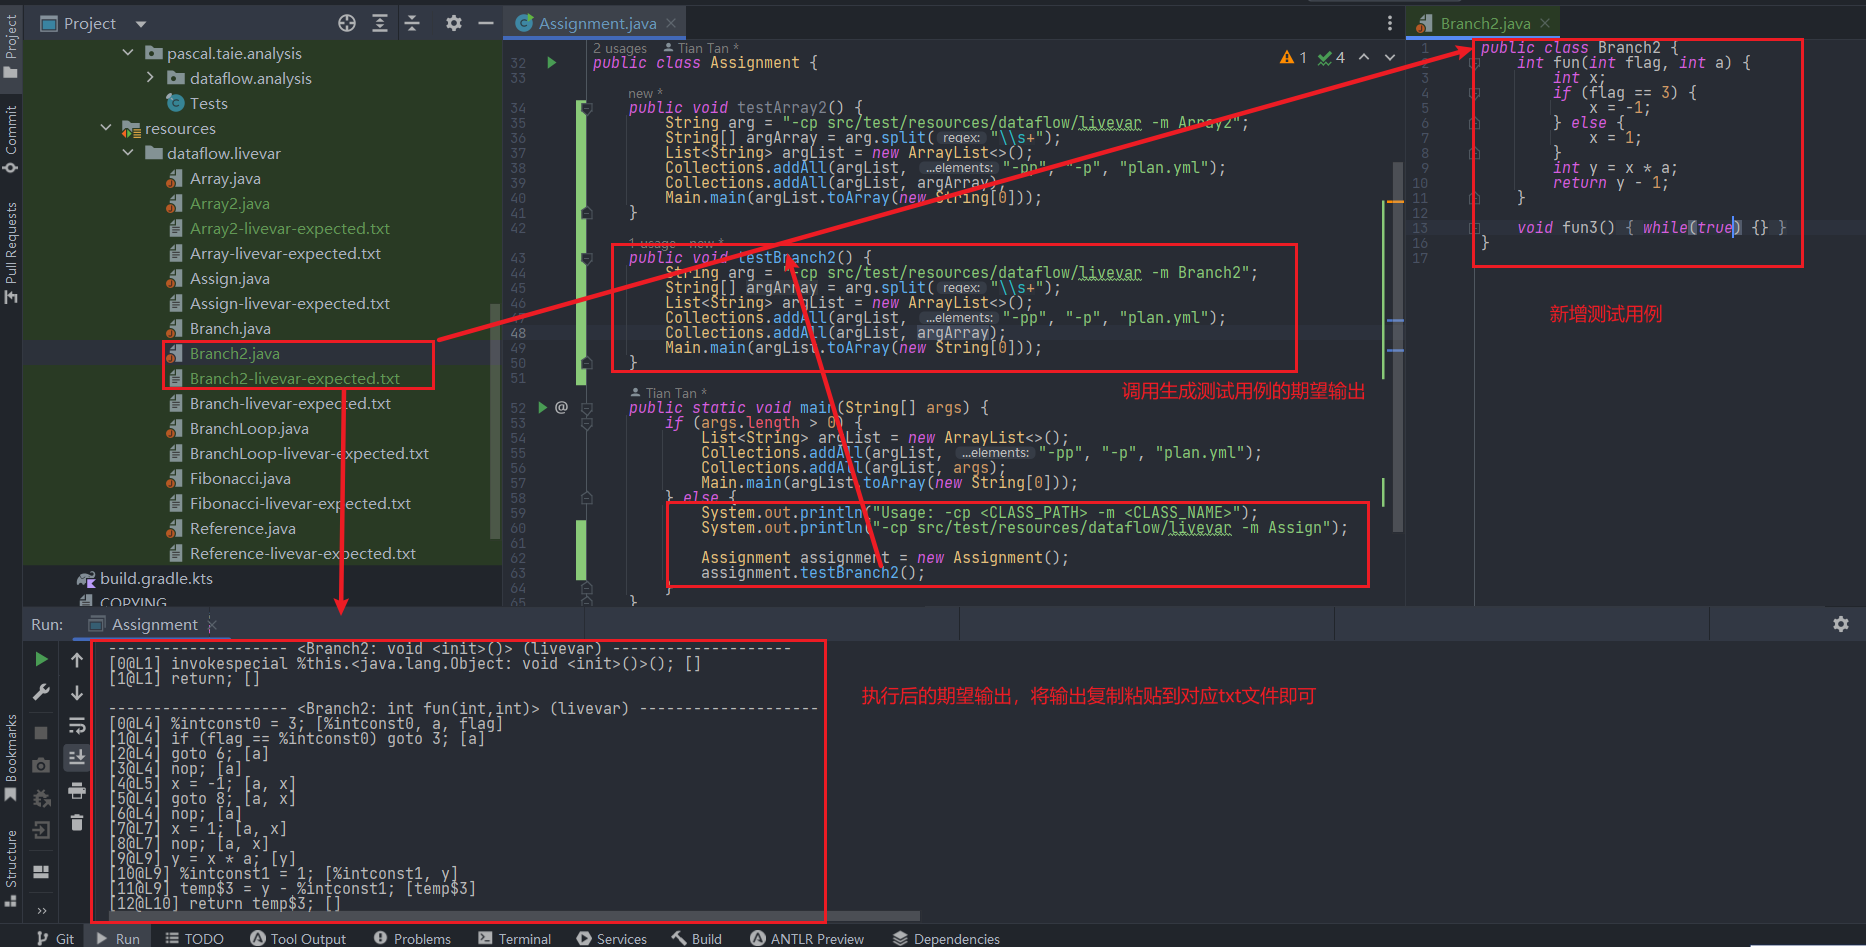 Project
Assignment.java
Branch2.java
Project
Commit
Pull Requests
Bookmarks
Structure
pascal.taie.analysis
dataflow.analysis
Tests
resources
dataflow.livevar
Array.java
Array2.java
Array2-livevar-expected.txt
Array-livevar-expected.txt
Assign.java
Assign-livevar-expected.txt
Branch.java
Branch2.java
Branch2-livevar-expected.txt
Branch-livevar-expected.txt
BranchLoop.java
BranchLoop-livevar-expected.txt
Fibonacci.java
Fibonacci-livevar-expected.txt
Reference.java
Reference-livevar-expected.txt
build.gradle.kts
COPYING
2 usages Tian Tan *
1 4
32 public class Assignment {
33
new *
34 public void testArray2() {
35 String arg = "-cp src/test/resources/dataflow/livevar -m Array2";
36 String[] argArray = arg.split( regex: "\\s+");
37 List<String> argList = new ArrayList<>();
38 Collections.addAll(argList, ...elements: "-pp", "-p", "plan.yml");
39 Collections.addAll(argList, argArray);
40 Main.main(argList.toArray(new String[0]));
41 }
42
1 usage new *
43 public void testBranch2() {
44 String arg = "-cp src/test/resources/dataflow/livevar -m Branch2";
45 String[] argArray = arg.split( regex: "\\s+");
46 List<String> argList = new ArrayList<>();
47 Collections.addAll(argList, ...elements: "-pp", "-p", "plan.yml");
48 Collections.addAll(argList, argArray);
49 Main.main(argList.toArray(new String[0]));
50 }
51
Tian Tan *
52 @ public static void main(String[] args) {
53 if (args.length > 0) {
54 List<String> argList = new ArrayList<>();
55 Collections.addAll(argList, ...elements: "-pp", "-p", "plan.yml");
56 Collections.addAll(argList, args);
57 Main.main(argList.toArray(new String[0]));
58 } else {
59 System.out.println("Usage: -cp <CLASS_PATH> -m <CLASS_NAME>");
60 System.out.println("-cp src/test/resources/dataflow/livevar -m Assign");
61
62 Assignment assignment = new Assignment();
63 assignment.testBranch2();
64 }
65 }
调用生成测试用例的期望输出
1 public class Branch2 {
2 int fun(int flag, int a) {
3 int x;
4 if (flag == 3) {
5 x = -1;
6 } else {
7 x = 1;
8 }
9 int y = x * a;
10 return y - 1;
11 }
12
13 void fun3() { while(true) {} }
16 }
17
新增测试用例
Run: Assignment
-------------------- <Branch2: void <init>()> (livevar) --------------------
[0@L1] invokespecial %this.<java.lang.Object: void <init>()>(); []
[1@L1] return; []
-------------------- <Branch2: int fun(int,int)> (livevar) --------------------
[0@L4] %intconst0 = 3; [%intconst0, a, flag]
[1@L4] if (flag == %intconst0) goto 3; [a]
[2@L4] goto 6; [a]
[3@L4] nop; [a]
[4@L5] x = -1; [a, x]
[5@L4] goto 8; [a, x]
[6@L4] nop; [a]
[7@L7] x = 1; [a, x]
[8@L7] nop; [a, x]
[9@L9] y = x * a; [y]
[10@L9] %intconst1 = 1; [%intconst1, y]
[11@L9] temp$3 = y - %intconst1; [temp$3]
[12@L10] return temp$3; []
执行后的期望输出，将输出复制粘贴到对应txt文件即可
Git Run TODO Tool Output Problems Terminal Services Build ANTLR Preview Dependencies